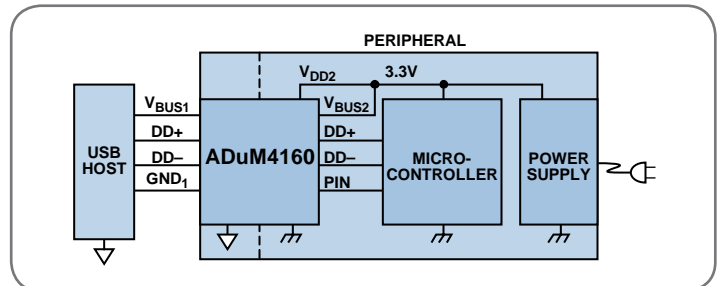 PERIPHERAL
VDD2 3.3V
VBUS1
VBUS2
DD+
DD+
USB
HOST
ADuM4160
DD–
DD–
MICRO-
CONTROLLER
POWER
SUPPLY
GND1
PIN